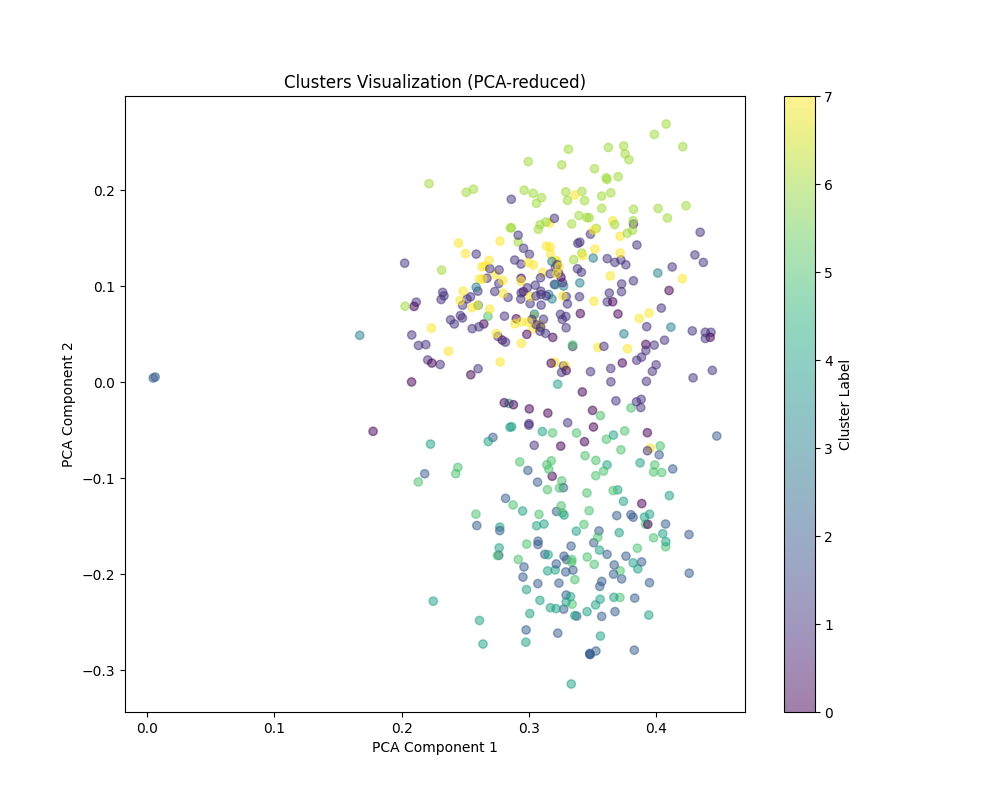 Clusters Visualization (PCA-reduced)
PCA Component 2
0.2
0.1
0.0
−0.1
−0.2
−0.3
0.0 0.1 0.2 0.3 0.4
PCA Component 1
7
6
5
4
3
2
1
0
Cluster Label